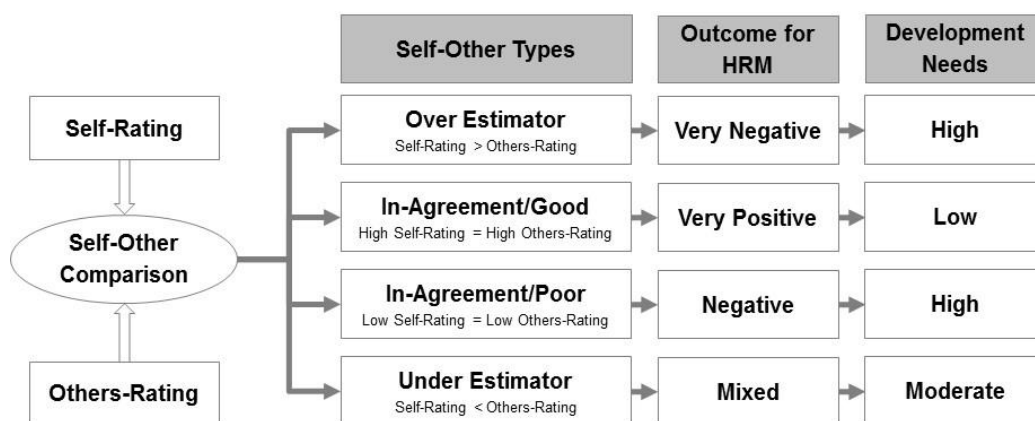 Self-Other Types
Outcome for
HRM
Development
Needs
Self-Rating
Self-Other
Comparison
Others-Rating
Over Estimator
Self-Rating > Others-Rating
Very Negative
High
In-Agreement/Good
High Self-Rating = High Others-Rating
Very Positive
Low
In-Agreement/Poor
Low Self-Rating = Low Others-Rating
Negative
High
Under Estimator
Self-Rating < Others-Rating
Mixed
Moderate